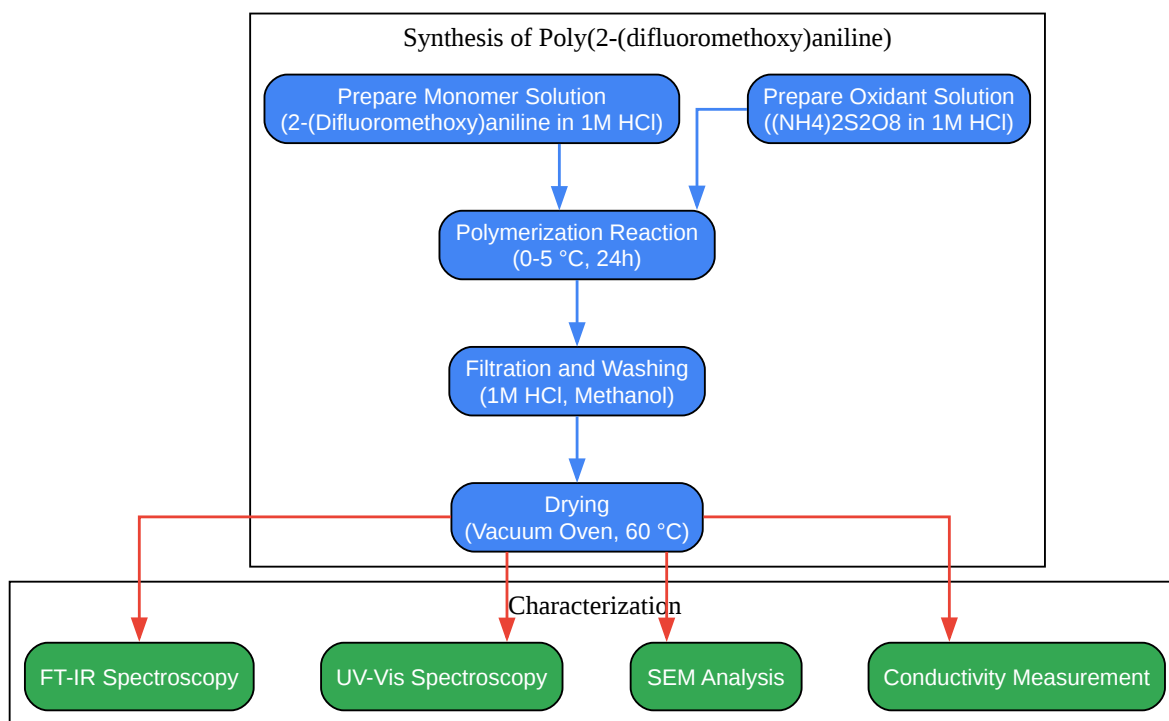 Synthesis of Poly(2-(difluoromethoxy)aniline)
Prepare Monomer Solution
(2-(Difluoromethoxy)aniline in 1M HCl)
Prepare Oxidant Solution
((NH4)2S2O8 in 1M HCl)
Polymerization Reaction
(0-5 °C, 24h)
Filtration and Washing
(1M HCl, Methanol)
Drying
(Vacuum Oven, 60 °C)
Characterization
FT-IR Spectroscopy
UV-Vis Spectroscopy
SEM Analysis
Conductivity Measurement